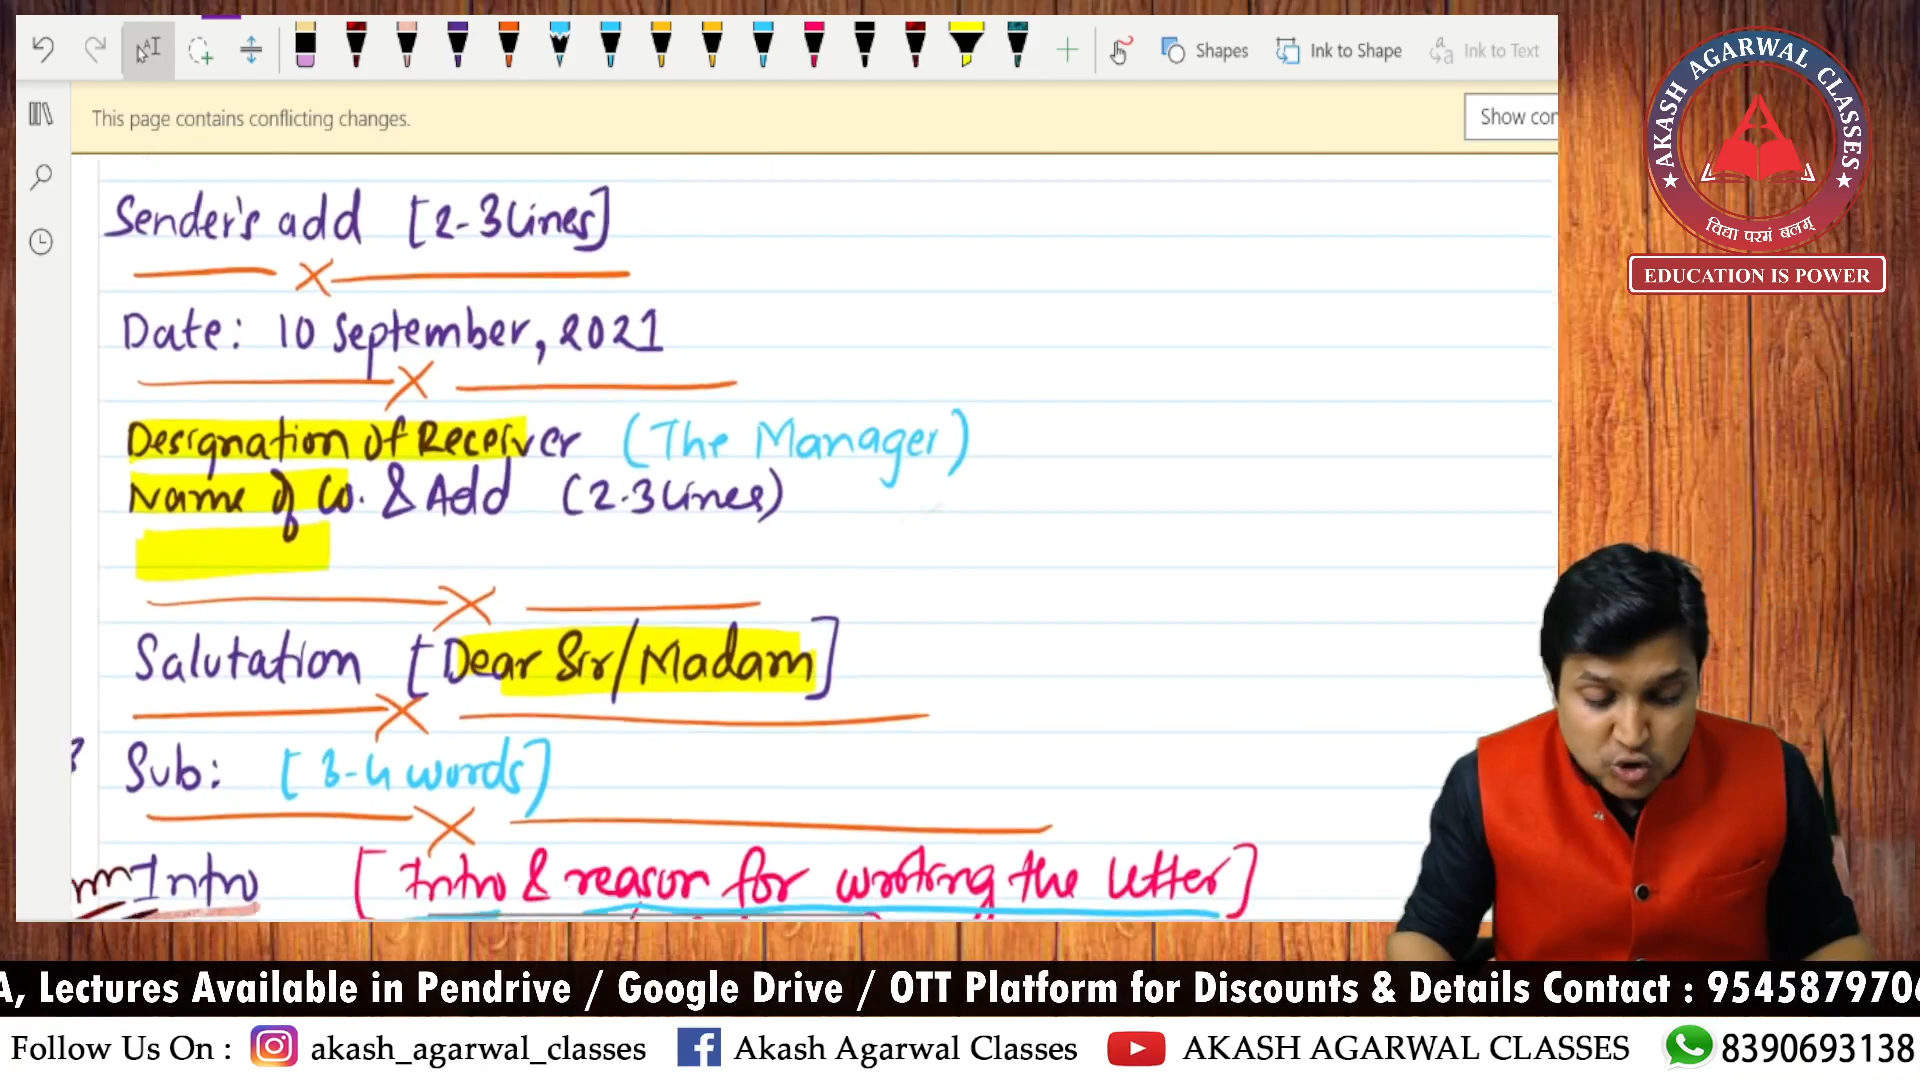 Shapes
Ink to Shape
Ink to Text
This page contains conflicting changes.
Show con
Sender's add [2-3 lines]
Date: 10 September, 2021
Designation of Receiver (The Manager)
Name of Co. & Add (2-3 lines)
Salutation [Dear Sir/Madam]
Sub: [3-4 words]
Intro [Intro & reason for writing the letter]
AKASH AGARWAL CLASSES
विद्या परमं बलम्
EDUCATION IS POWER
A, Lectures Available in Pendrive / Google Drive / OTT Platform for Discounts & Details Contact : 954587970
Follow Us On : akash_agarwal_classes Akash Agarwal Classes AKASH AGARWAL CLASSES 8390693138